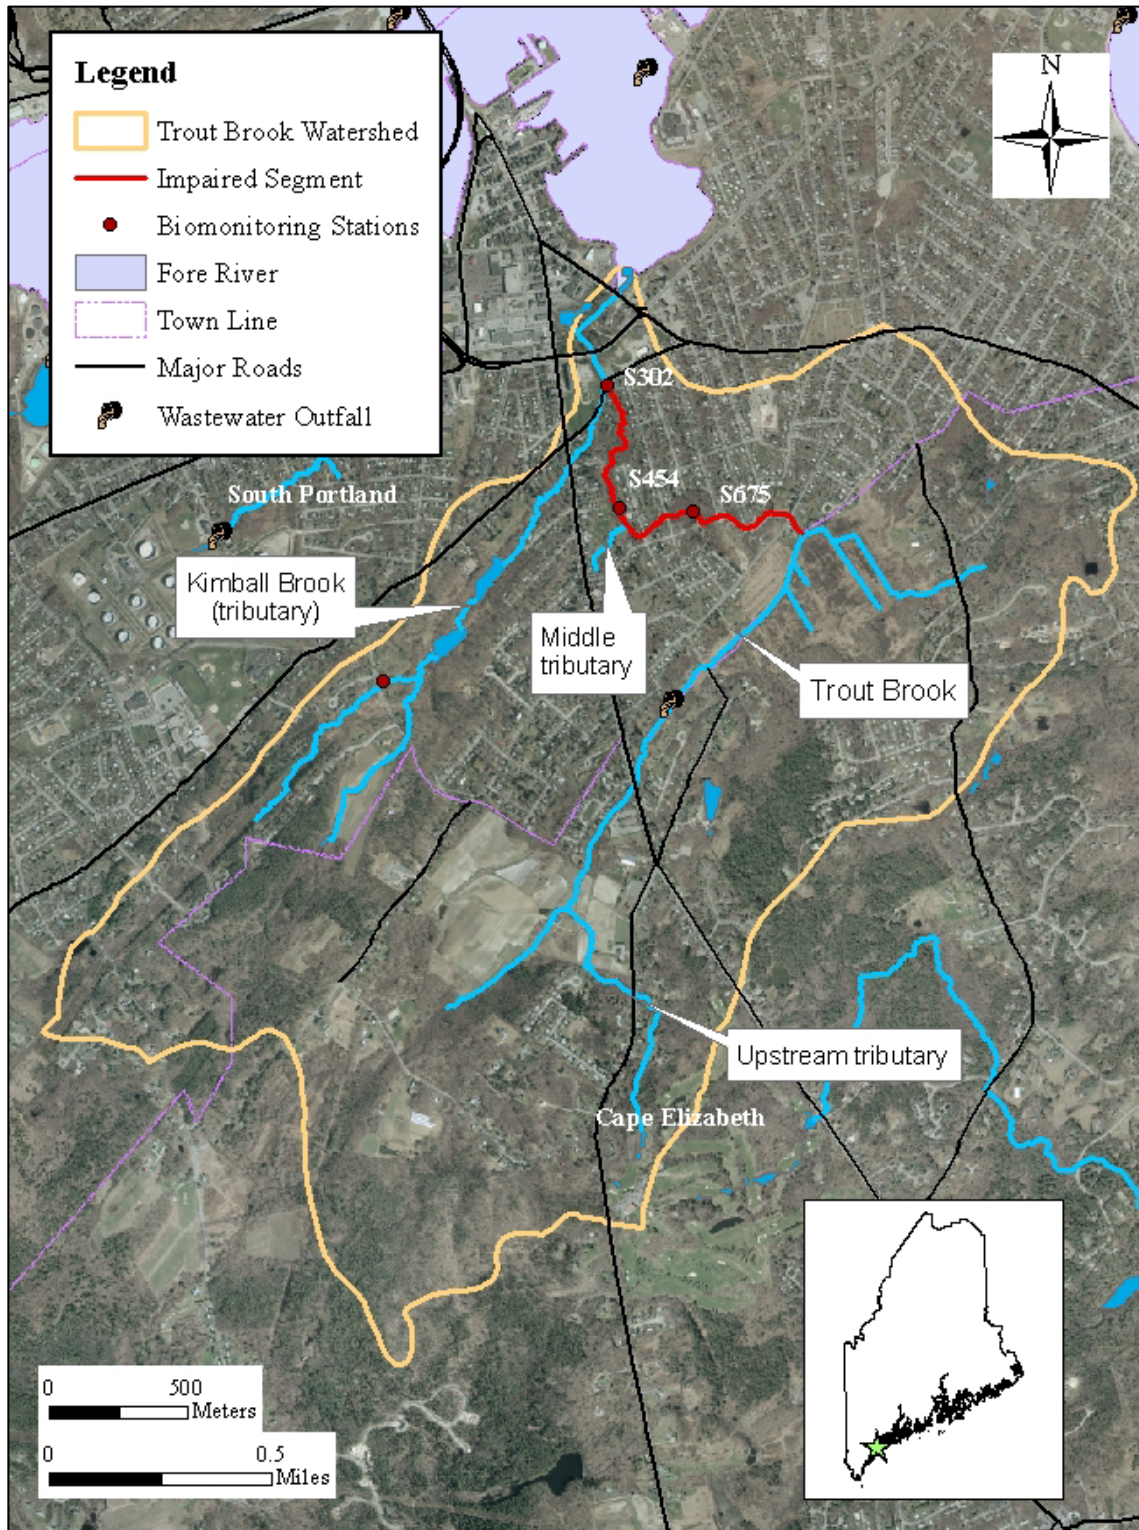 Legend
Trout Brook Watershed
Impaired Segment
Biomonitoring Stations
Fore River
Town Line
Major Roads
Wastewater Outfall
N
S302
S454
S675
South Portland
Kimball Brook
(tributary)
Middle
tributary
Trout Brook
Upstream tributary
Cape Elizabeth
0 500
Meters
0 0.5
Miles